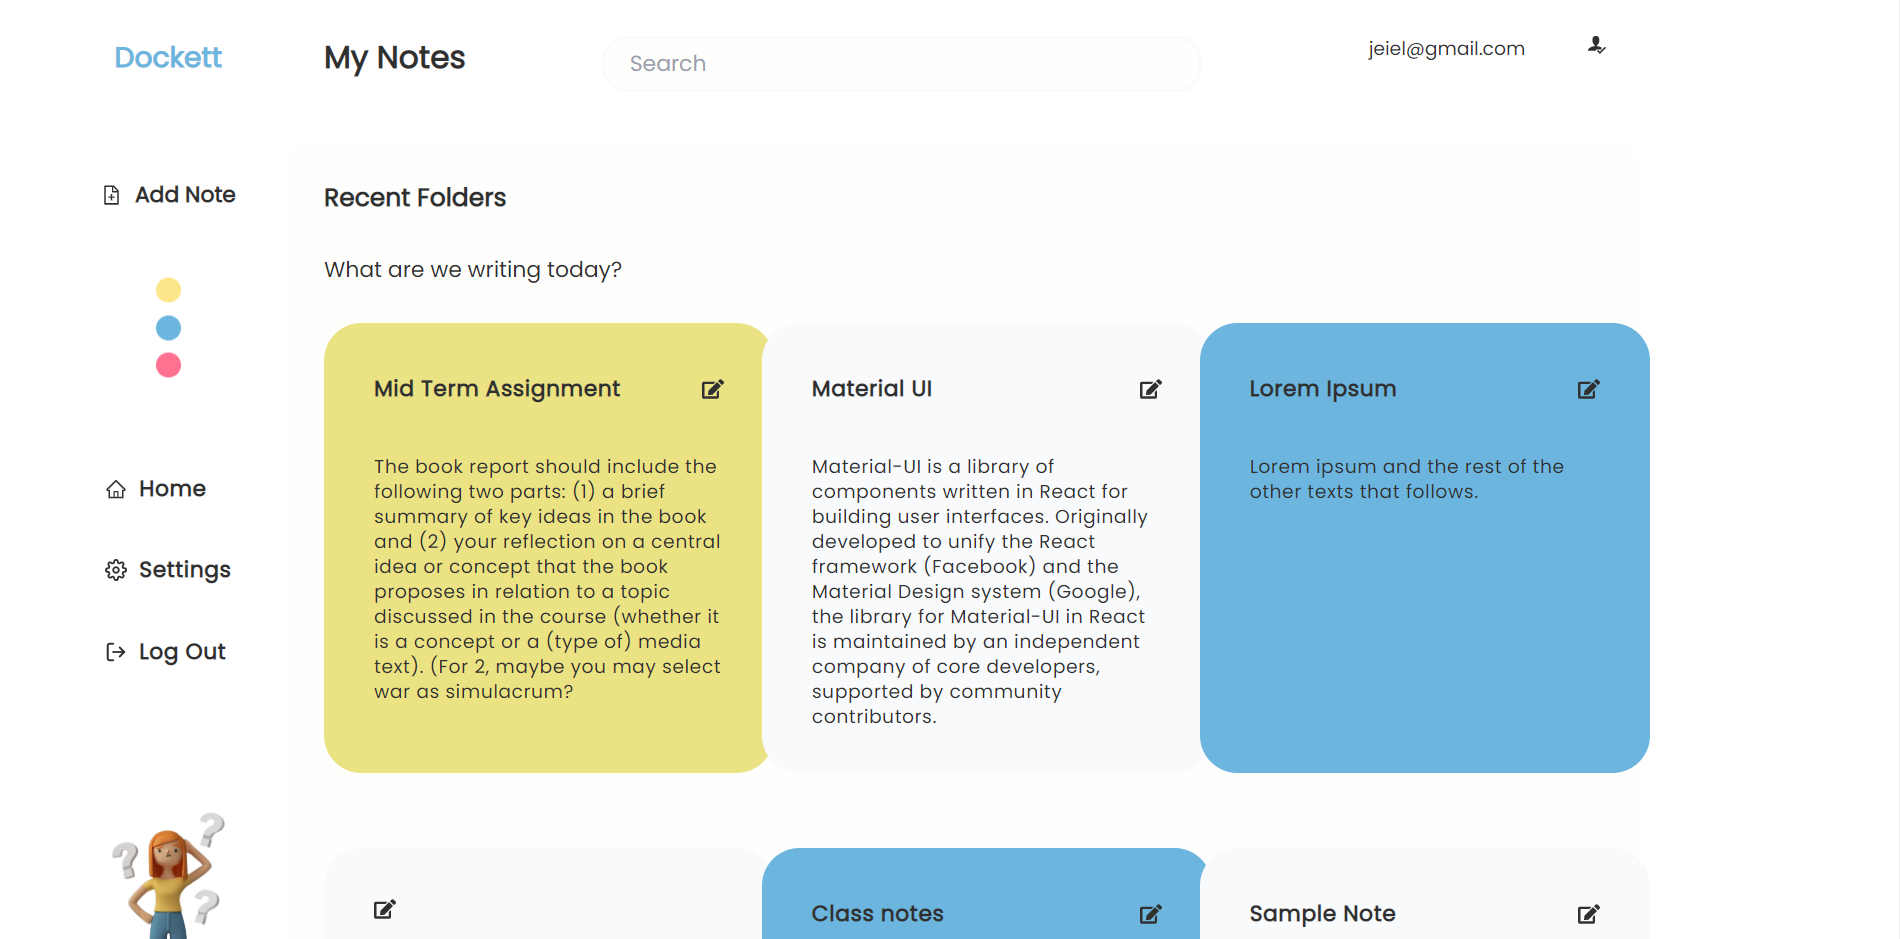 Dockett
My Notes
Search
jeiel@gmail.com
Add Note
Home
Settings
Log Out
Recent Folders
What are we writing today?
Mid Term Assignment
The book report should include the
following two parts: (1) a brief
summary of key ideas in the book
and (2) your reflection on a central
idea or concept that the book
proposes in relation to a topic
discussed in the course (whether it
is a concept or a (type of) media
text). (For 2, maybe you may select
war as simulacrum?
Material UI
Material-UI is a library of
components written in React for
building user interfaces. Originally
developed to unify the React
framework (Facebook) and the
Material Design system (Google),
the library for Material-UI in React
is maintained by an independent
company of core developers,
supported by community
contributors.
Lorem Ipsum
Lorem ipsum and the rest of the
other texts that follows.
Class notes
Sample Note